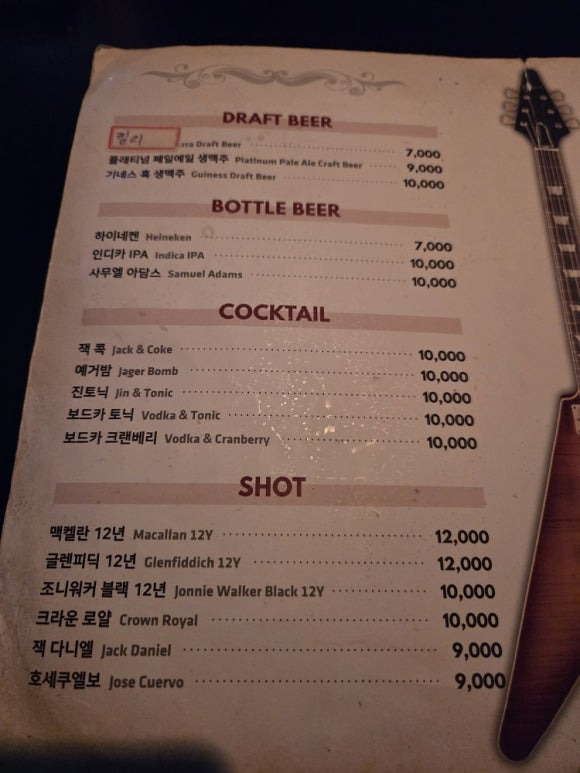 DRAFT BEER
켈리 rra Draft Beer 7,000
플래티넘 페일에일 생맥주 Platinum Pale Ale Craft Beer 9,000
기네스 흑 생맥주 Guiness Draft Beer 10,000
BOTTLE BEER
하이네켄 Heineken 7,000
인디카 IPA Indica IPA 10,000
사무엘 아담스 Samuel Adams 10,000
COCKTAIL
잭 콕 Jack & Coke 10,000
예거밤 Jager Bomb 10,000
진토닉 Jin & Tonic 10,000
보드카 토닉 Vodka & Tonic 10,000
보드카 크랜베리 Vodka & Cranberry 10,000
SHOT
맥켈란 12년 Macallan 12Y 12,000
글렌피딕 12년 Glenfiddich 12Y 12,000
조니워커 블랙 12년 Jonnie Walker Black 12Y 10,000
크라운 로얄 Crown Royal 10,000
잭 다니엘 Jack Daniel 9,000
호세쿠엘보 Jose Cuervo 9,000